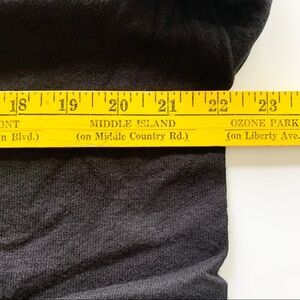 18 19 20 21 22 23
ONT MIDDLE ISLAND OZONE PARK
n Blvd.) (on Middle Country Rd.) (on Liberty Ave.